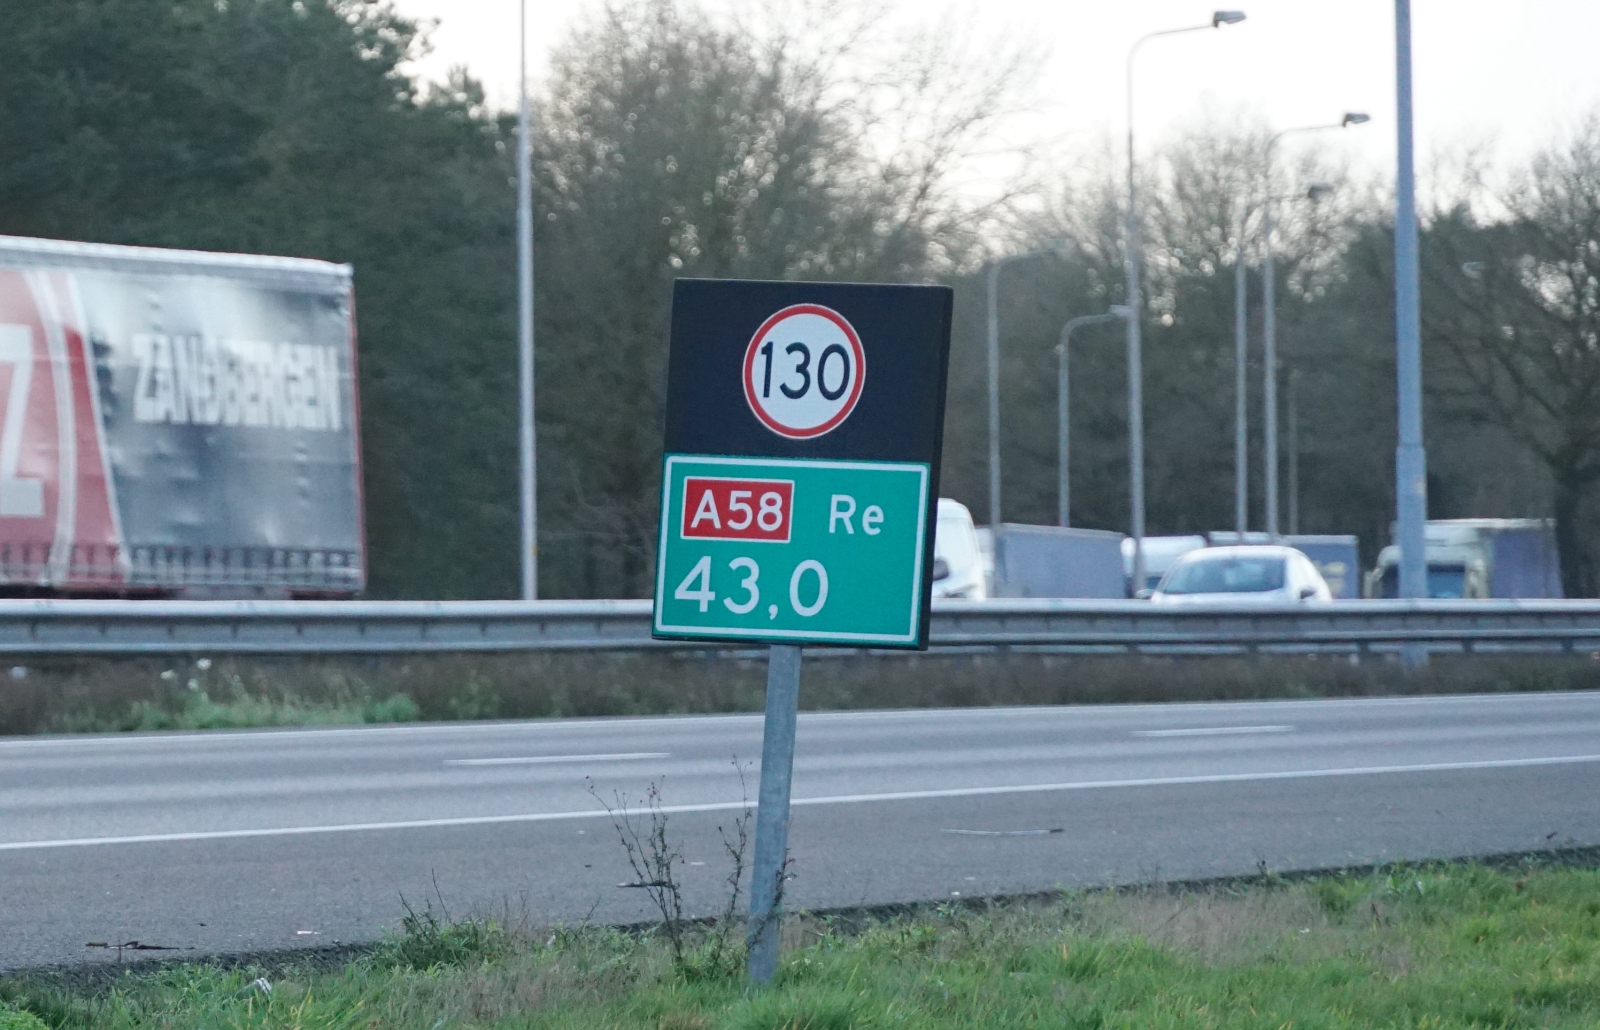 Z
ZANDBERGEN
130
A58 Re
43,0